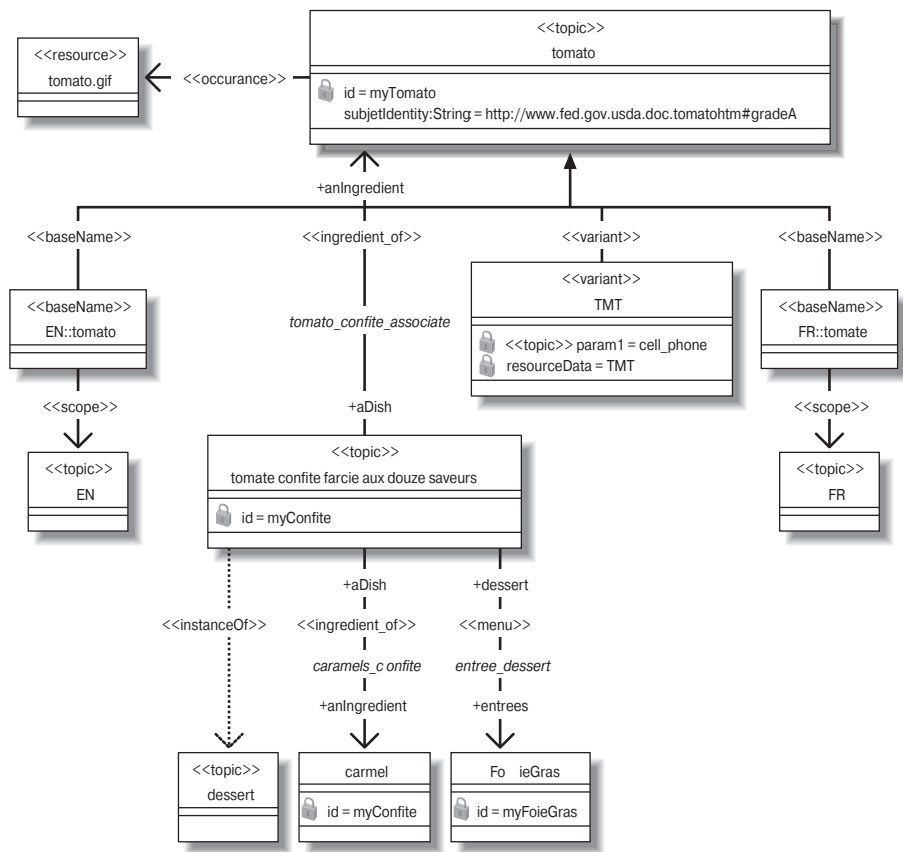 <<topic>>
tomato
<<resource>>
tomato.gif
<<occurance>>
id = myTomato
subjetIdentity:String: = http://www.fed.gov.usda.doc.tomatohtm#gradeA
+anIngredient
<<baseName>>
<<ingredient_of>>
<<variant>>
<<baseName>>
<<baseName>>
EN::tomato
tomato_confite_associate
<<variant>>
TMT
<<topic>> param1 = cell_phone
resourceData = TMT
<<baseName>>
FR::tomate
<<scope>>
+aDish
<<scope>>
<<topic>>
EN
<<topic>>
tomate confite farcie aux douze saveurs
id = myConfite
<<topic>>
FR
+aDish
+dessert
<<instanceOf>>
<<ingredient_of>>
<<menu>>
caramels_c onfite
entree_dessert
+anIngredient
+entrees
<<topic>>
dessert
carmel
id = myConfite
Fo ieGras
id = myFoieGras